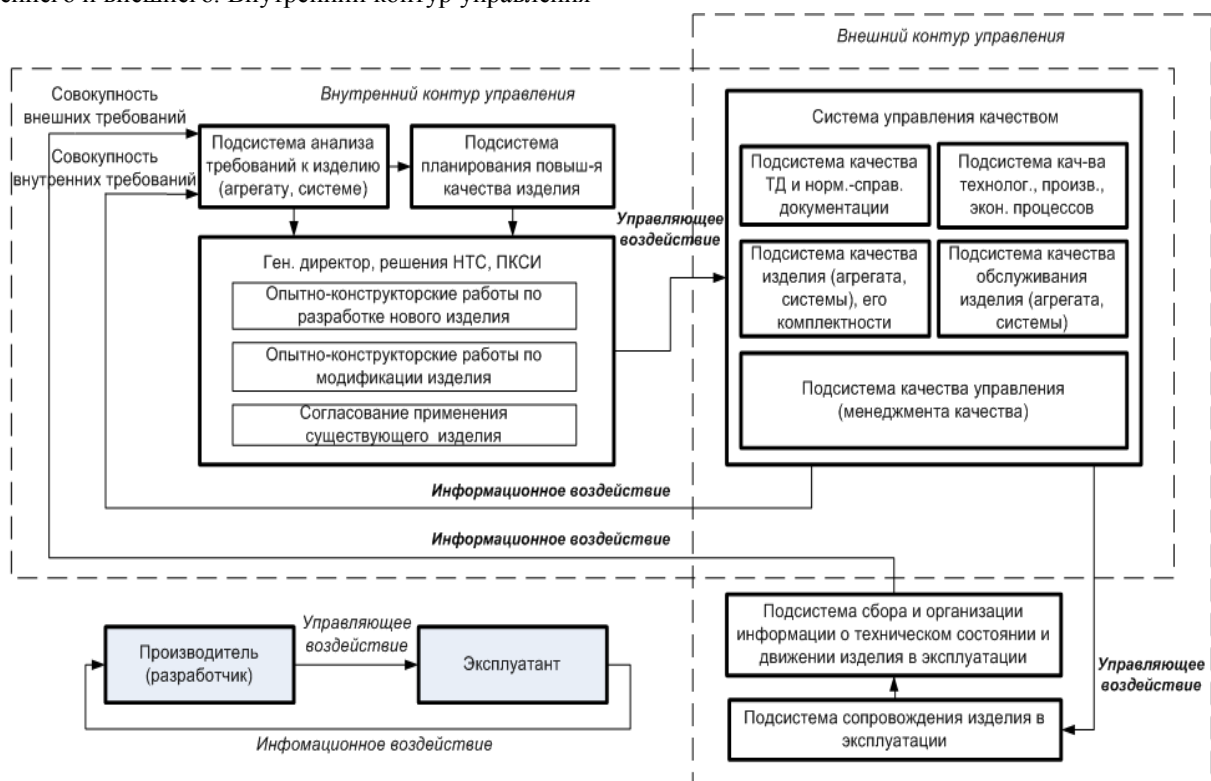 Внешний контур управления
Внутренний контур управления
Совокупность
внешних требований
Совокупность
внутренних требований
Подсистема анализа
требований к изделию
(агрегату, системе)
Подсистема
планирования повыш-я
качества изделия
Управляющее
воздействие
Ген. директор, решения НТС, ПКСИ
Опытно-конструкторские работы по
разработке нового изделия
Опытно-конструкторские работы по
модификации изделия
Согласование применения
существующего изделия
Система управления качеством
Подсистема качества
ТД и норм.-справ.
документации
Подсистема кач-ва
технолог., произв.,
экон. процессов
Подсистема качества
изделия (агрегата,
системы), его
комплектности
Подсистема качества
обслуживания
изделия (агрегата,
системы)
Подсистема качества управления
(менеджмента качества)
Информационное воздействие
Информационное воздействие
Подсистема сбора и организации
информации о техническом состоянии и
движении изделия в эксплуатации
Управляющее
воздействие
Подсистема сопровождения изделия в
эксплуатации
Производитель
(разработчик)
Управляющее
воздействие
Эксплуатант
Инфомационное воздействие